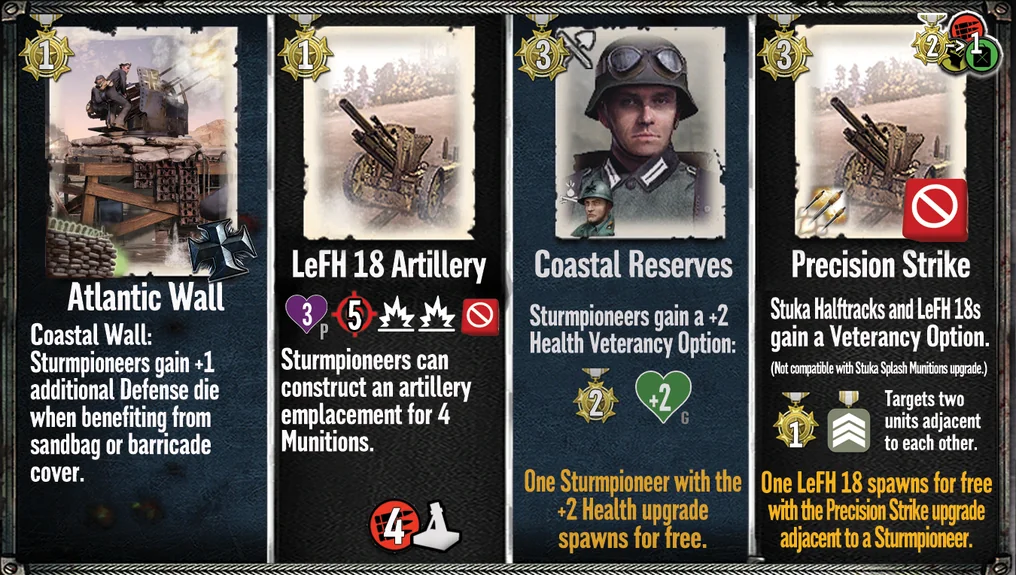 1
Atlantic Wall
Coastal Wall:
Sturmpioneers gain +1
additional Defense die
when benefiting from
sandbag or barricade
cover.
1
LeFH 18 Artillery
3 P 5
Sturmpioneers can
construct an artillery
emplacement for 4
Munitions.
4
3
Coastal Reserves
Sturmpioneers gain a +2
Health Veterancy Option:
2 +2 G
One Sturmpioneer with the
+2 Health upgrade
spawns for free.
3
2->1
Precision Strike
Stuka Halftracks and LeFH 18s
gain a Veterancy Option.
(Not compatible with Stuka Splash Munitions upgrade.)
1
Targets two
units adjacent
to each other.
One LeFH 18 spawns for free
with the Precision Strike upgrade
adjacent to a Sturmpioneer.